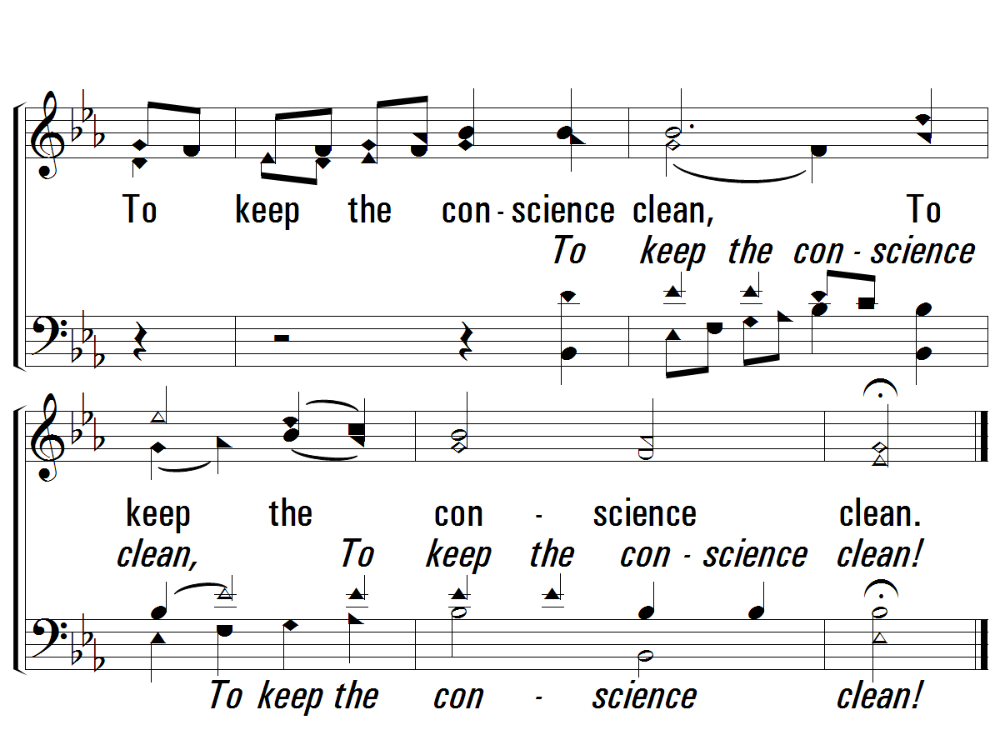 To keep the con - science clean, To
To keep the con - science
keep the con - science clean.
clean, To keep the con - science clean!
To keep the con - science clean!